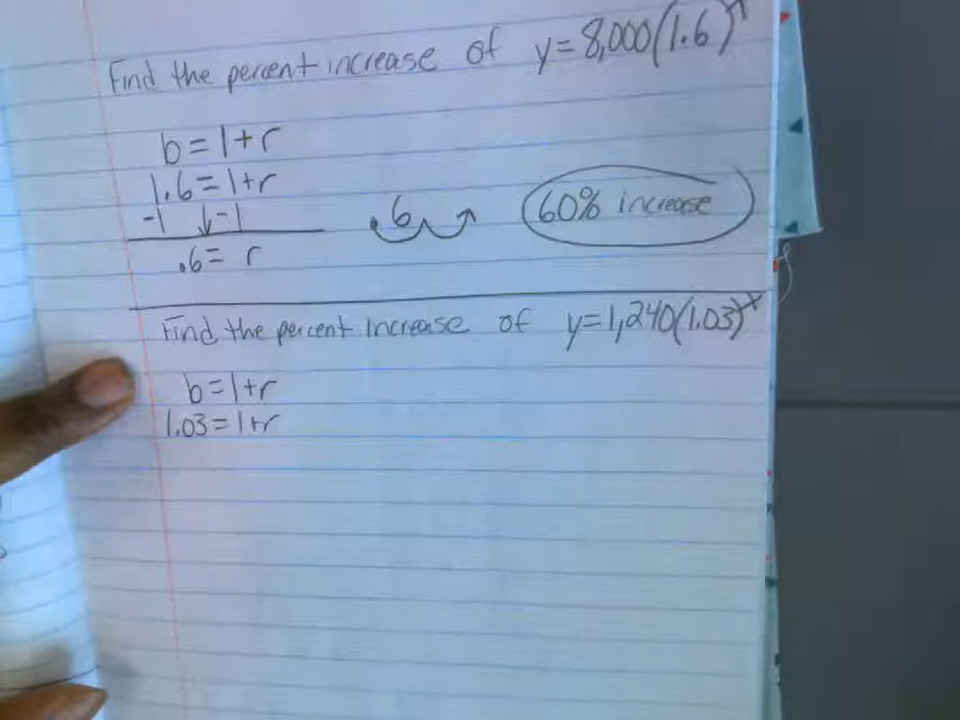 Find the percent increase of y=8,000(1.6)^x
b=1+r
1.6=1+r
-1 ↓-1
.6= r
.6
60% increase
Find the percent increase of y=1,240(1.03)^x
b=1+r
1.03=1+r